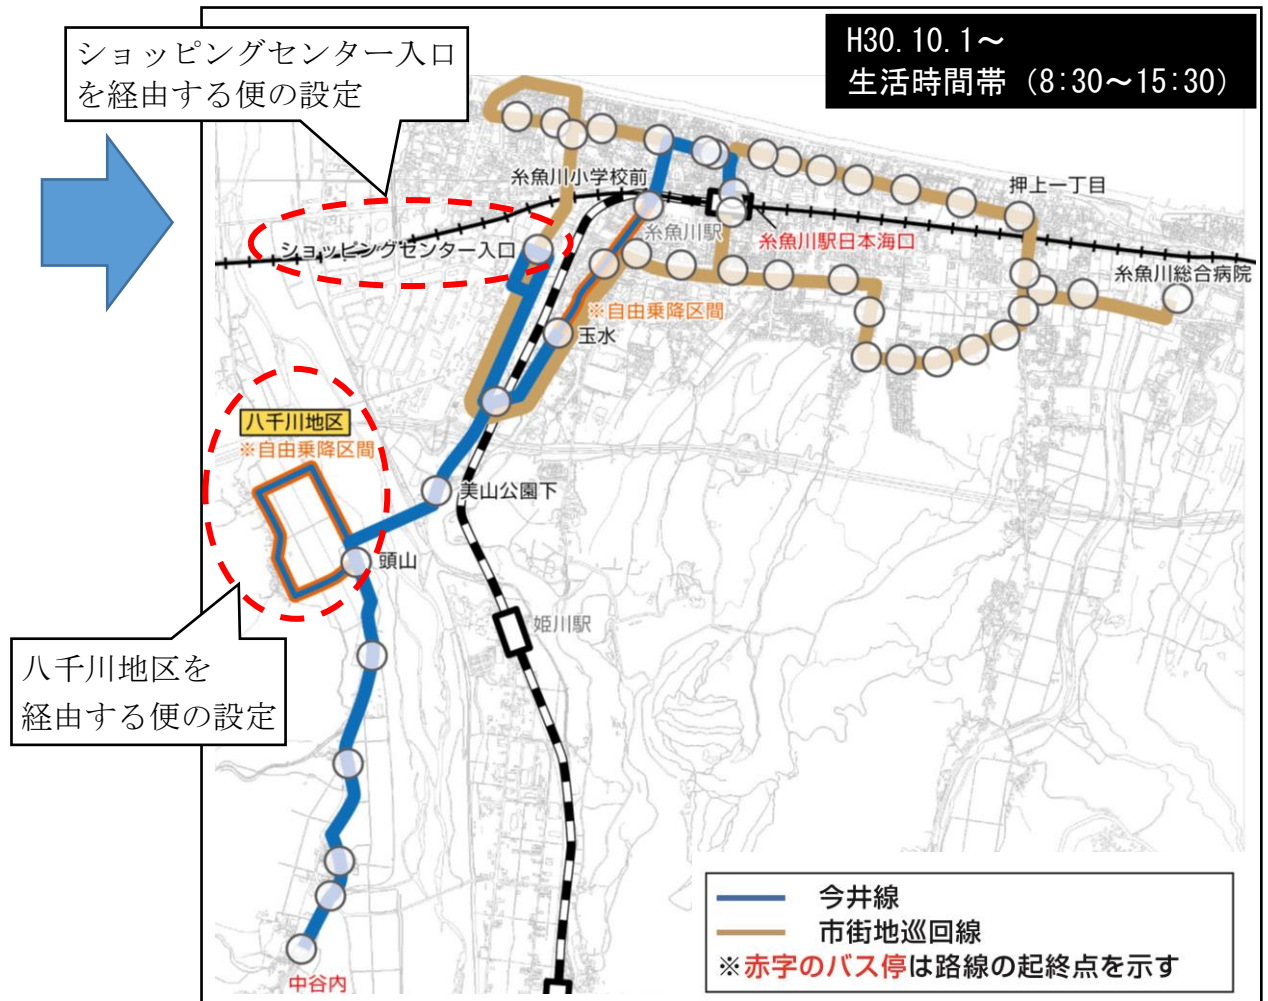 ショッピングセンター入口
を経由する便の設定
H30.10.1～
生活時間帯（8:30～15:30）
糸魚川小学校前
押上一丁目
糸魚川駅
糸魚川駅日本海口
ショッピングセンター入口
糸魚川総合病院
※自由乗降区間
玉水
八千川地区
※自由乗降区間
美山公園下
頭山
姫川駅
八千川地区を
経由する便の設定
中谷内
今井線
市街地巡回線
※赤字のバス停は路線の起終点を示す